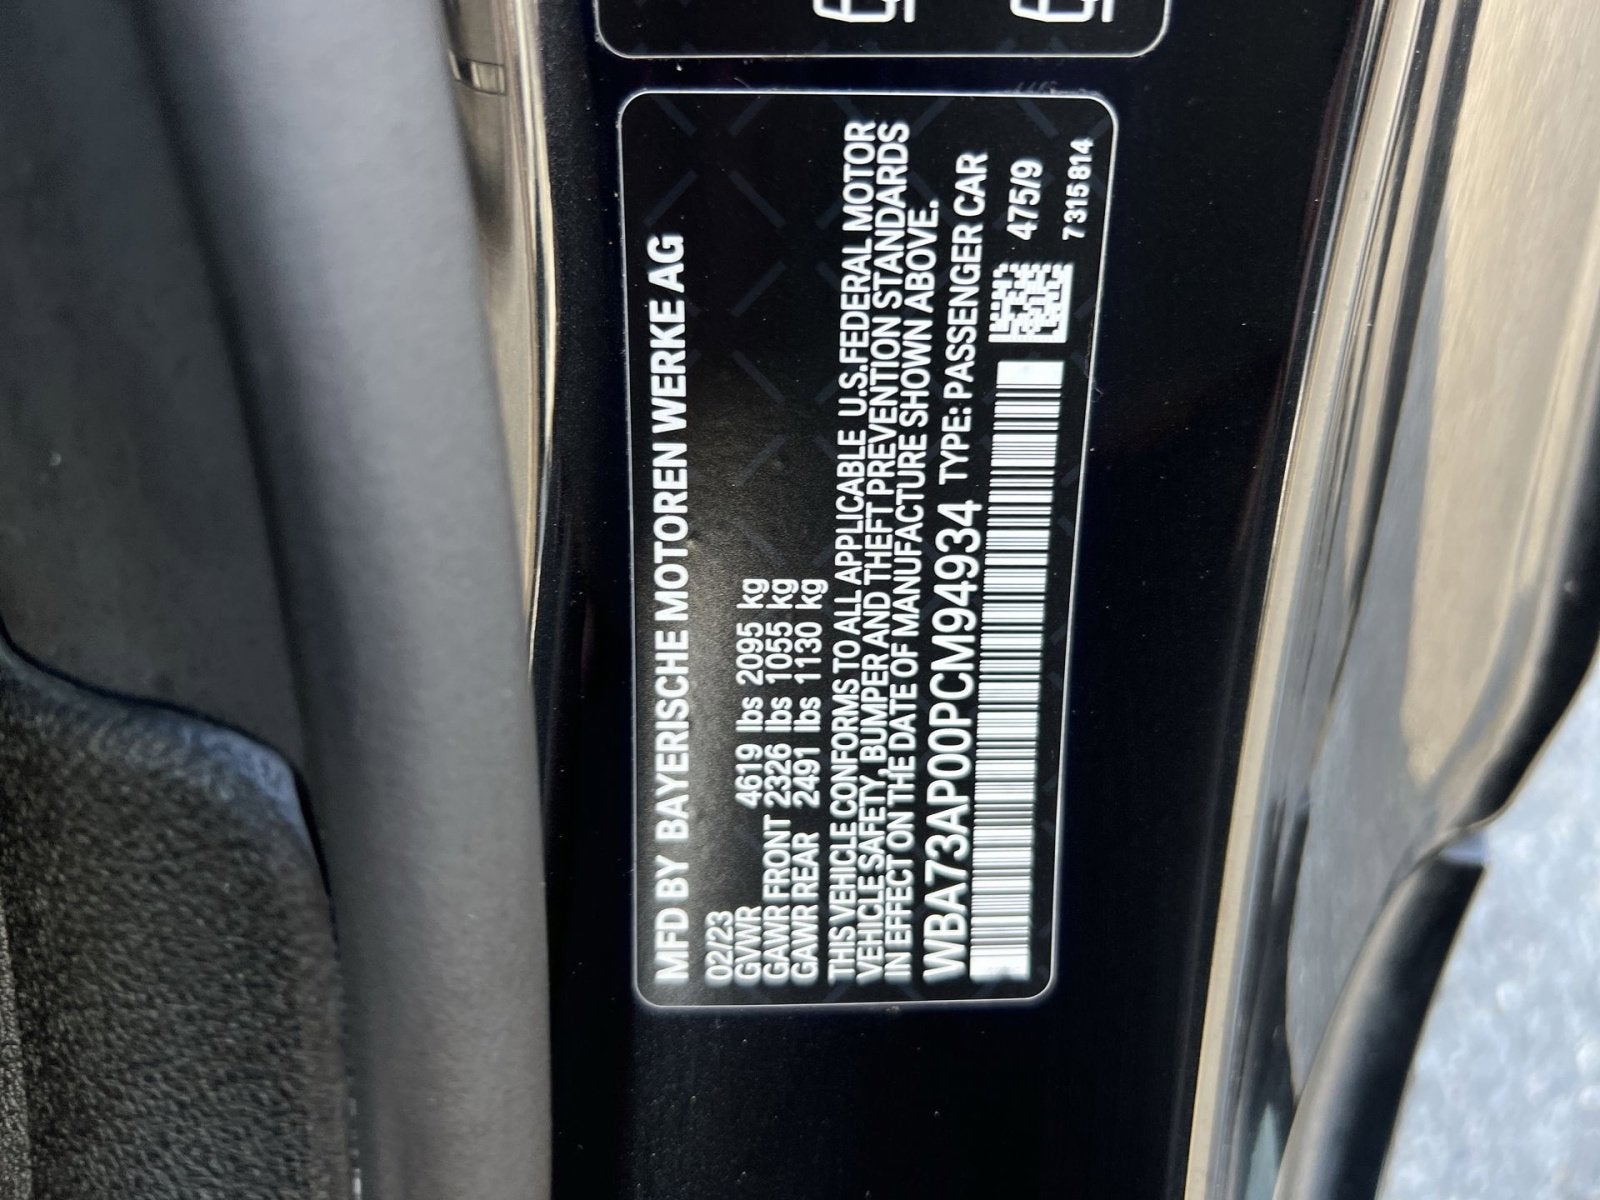 MFD BY BAYERISCHE MOTOREN WERKE AG
02/23
GVWR 4619 lbs 2095 kg
GAWR FRONT 2326 lbs 1055 kg
GAWR REAR 2491 lbs 1130 kg
THIS VEHICLE CONFORMS TO ALL APPLICABLE U.S.FEDERAL MOTOR
VEHICLE SAFETY, BUMPER AND THEFT PREVENTION STANDARDS
IN EFFECT ON THE DATE OF MANUFACTURE SHOWN ABOVE.
WBA73AP00PCM94934 TYPE: PASSENGER CAR
475/9
7 315 814